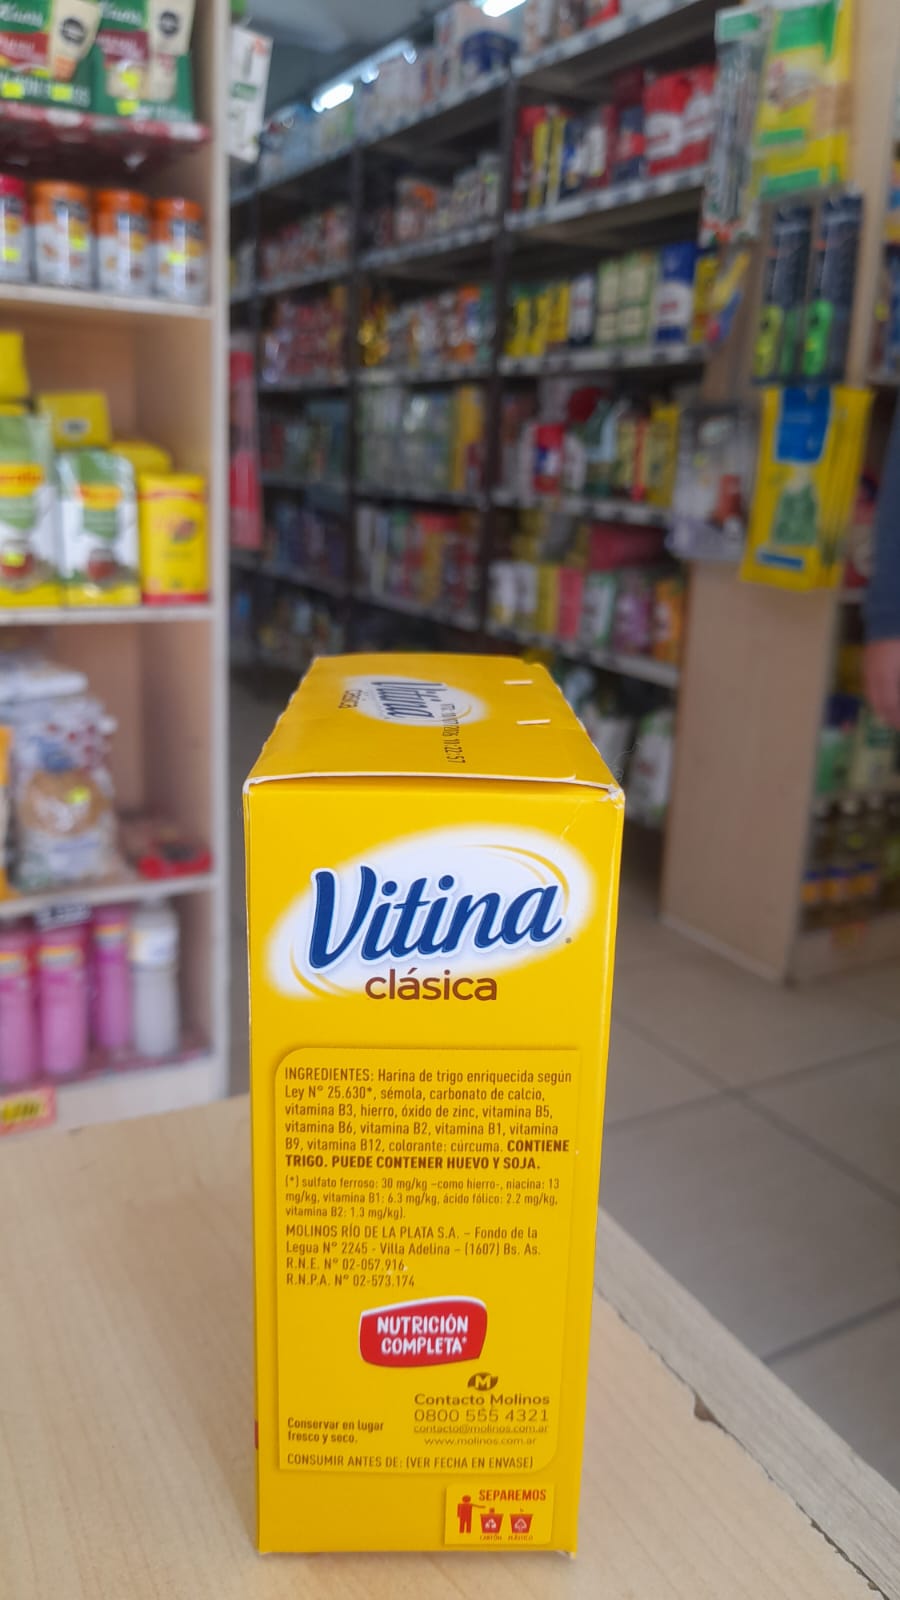 Vitina
clásica
Vitina
clásica
INGREDIENTES: Harina de trigo enriquecida según
Ley N° 25.630*, sémola, carbonato de calcio,
vitamina B3, hierro, óxido de zinc, vitamina B5,
vitamina B6, vitamina B2, vitamina B1, vitamina
B9, vitamina B12, colorante: cúrcuma. CONTIENE
TRIGO. PUEDE CONTENER HUEVO Y SOJA.
(*) sulfato ferroso: 30 mg/kg –como hierro-, niacina: 13
mg/kg, vitamina B1: 6.3 mg/kg, ácido fólico: 2.2 mg/kg,
vitamina B2: 1.3 mg/kg).
MOLINOS RÍO DE LA PLATA S.A. – Fondo de la
Legua N° 2245 - Villa Adelina – (1607) Bs. As.
R.N.E. N° 02-057.916.
R.N.P.A. N° 02-573.174
NUTRICIÓN
COMPLETA*
M
Contacto Molinos
0800 555 4321
contacto@molinos.com.ar
www.molinos.com.ar
Conservar en lugar
fresco y seco.
CONSUMIR ANTES DE: (VER FECHA EN ENVASE)
SEPAREMOS
CARTÓN PLÁSTICO